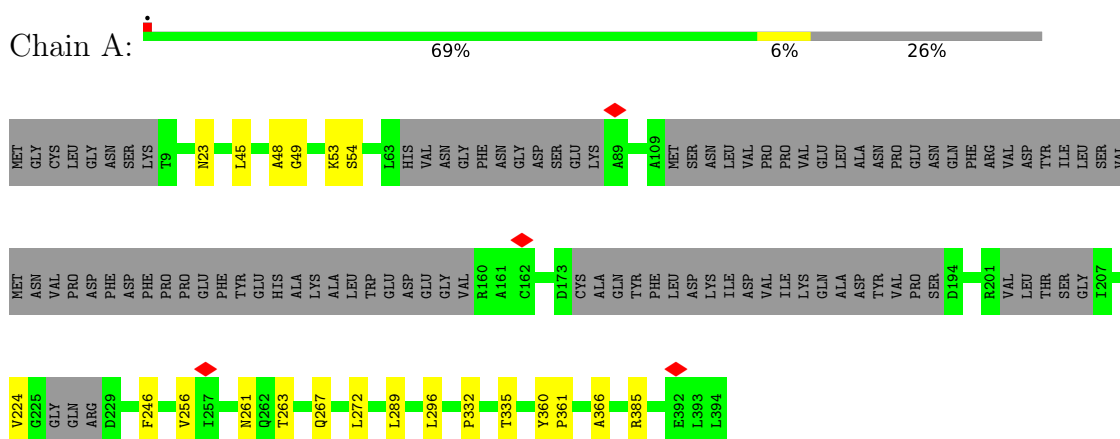 Chain A:
69% 6% 26%
MET GLY CYS LEU GLY ASN SER LYS T9 N23 L45 A48 G49 K53 S54 L63 HIS VAL ASN GLY PHE ASN GLY ASP SER GLU LYS A89 A109 MET SER ASN LEU VAL PRO PRO VAL GLU LEU ALA ASN PRO GLU ASN GLN PHE ARG VAL ASP TYR ILE LEU SER VAL
MET ASN VAL PRO ASP PHE ASP PHE PRO PRO GLU PHE TYR GLU HIS ALA LYS ALA LEU TRP GLU ASP GLU GLY VAL R160 A161 C162 D173 CYS ALA GLN TYR PHE LEU ASP LYS ILE ASP VAL ILE LYS GLN ALA ASP TYR VAL PRO SER D194 R201 VAL LEU THR SER GLY I207
V224 G225 GLY GLN ARG D229 F246 V256 I257 N261 Q262 T263 Q267 L272 L289 L296 P332 T335 Y360 P361 A366 R385 E392 L393 L394